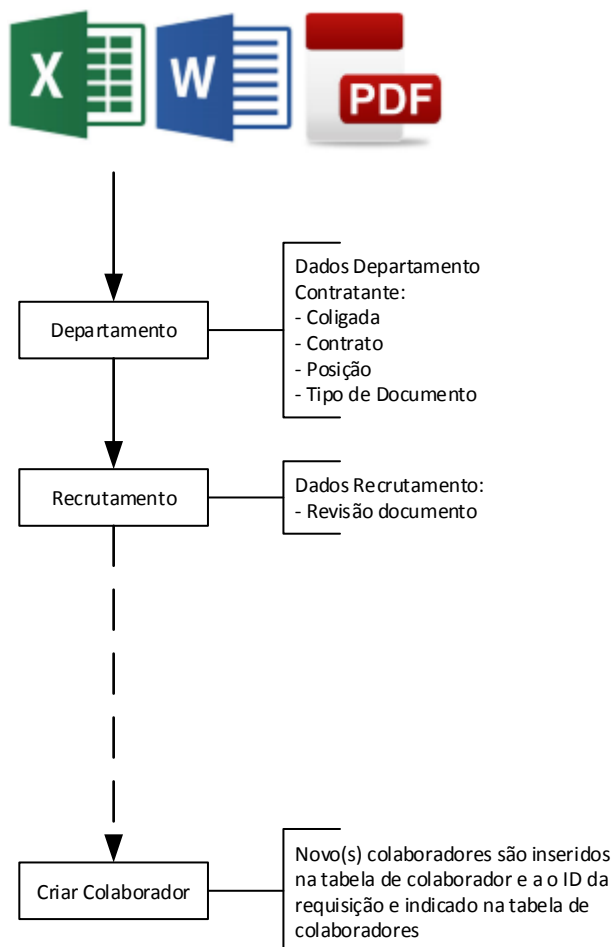 X
W
PDF
Departamento
Dados Departamento
Contratante:
- Coligada
- Contrato
- Posição
- Tipo de Documento
Recrutamento
Dados Recrutamento:
- Revisão documento
Criar Colaborador
Novo(s) colaboradores são inseridos
na tabela de colaborador e a o ID da
requisição e indicado na tabela de
colaboradores